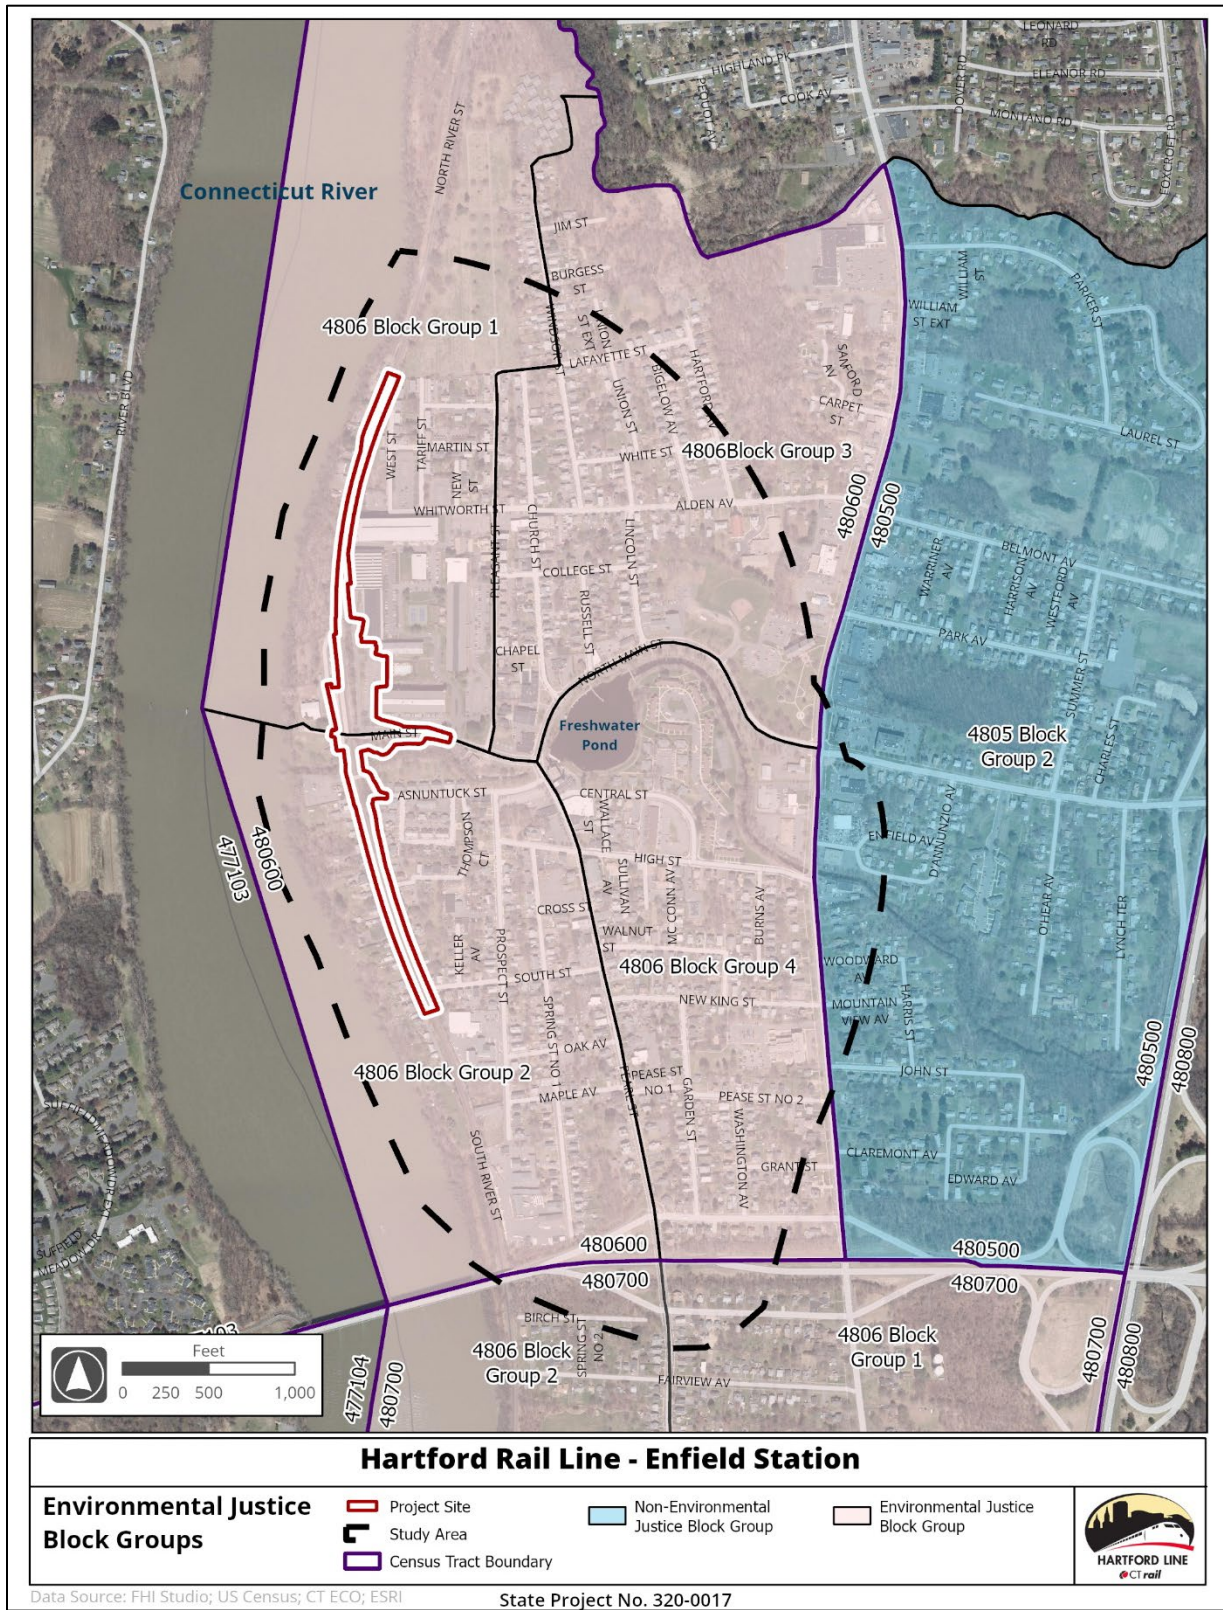 LEONARD
RD
HIGHLAND PK
ELEANOR RD
DOVER RD
PEQUOT AV
COOK AV
MONTANO RD
FOXCROFT RD
NORTH RIVER ST
Connecticut River
JIM ST
BURGESS
ST
WILLIAM
ST
PARKER ST
WILLIAM
ST EXT
4806 Block Group 1
WINDSOR ST
UNION
ST EXT
LAFAYETTE ST
HARTFORD AV
SANFORD
AV
RIVER BLVD
UNION ST
BIGELOW AV
CARPET
ST
LAUREL ST
WEST ST
TARIFF ST
MARTIN ST
WHITE ST
4806Block Group 3
NEW
ST
WHITWORTH ST
ALDEN AV
480600
480500
PLEASANT ST
CHURCH ST
LINCOLN ST
BELMONT AV
COLLEGE ST
WARRINER
AV
HARRISON
AV
WESTFORD
AV
RUSSELL ST
PARK AV
CHAPEL
ST
NORTH MAIN ST
SUMMER ST
Freshwater
Pond
MAIN ST
4805 Block
Group 2
CHARLES ST
ASNUNTUCK ST
CENTRAL ST
WALLACE
ST
480600
477103
THOMPSON
CT
ENFIELD AV
D'ANNUNZIO AV
HIGH ST
SULLIVAN
AV
MC CONN AV
BURNS AV
O'HEAR AV
LYNCH TER
CROSS ST
WALNUT
ST
KELLER
AV
PROSPECT ST
SOUTH ST
4806 Block Group 4
WOODWARD
AV
NEW KING ST
MOUNTAIN
VIEW AV
HARRIS ST
SPRING ST NO 1
OAK AV
480500
480800
4806 Block Group 2
PEASE ST
NO 1
JOHN ST
MAPLE AV
PEARL ST
GARDEN ST
PEASE ST NO 2
WASHINGTON AV
SUFFIELD MEADOW DR
SOUTH RIVER ST
CLAREMONT AV
GRANT ST
EDWARD AV
SUFFIELD
MEADOW DR
480600
480700
480500
480700
BIRCH ST
SPRING ST
NO 2
4806 Block
Group 2
4806 Block
Group 1
FAIRVIEW AV
477104
480700
480700
480800
Feet
0 250 500 1,000
Hartford Rail Line - Enfield Station
Environmental Justice
Block Groups
Project Site
Study Area
Census Tract Boundary
Non-Environmental
Justice Block Group
Environmental Justice
Block Group
HARTFORD LINE
CTrail
Data Source: FHI Studio; US Census; CT ECO; ESRI
State Project No. 320-0017